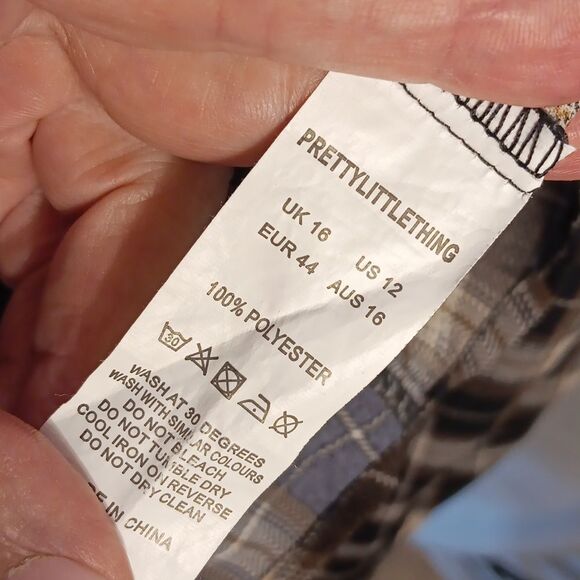 PRETTYLITTLETHING
UK 16 US 12
EUR 44 AUS 16
100% POLYESTER
30
WASH AT 30 DEGREES
WASH WITH SIMILAR COLOURS
DO NOT BLEACH
DO NOT TUMBLE DRY
COOL IRON ON REVERSE
DO NOT DRY CLEAN
IN CHINA